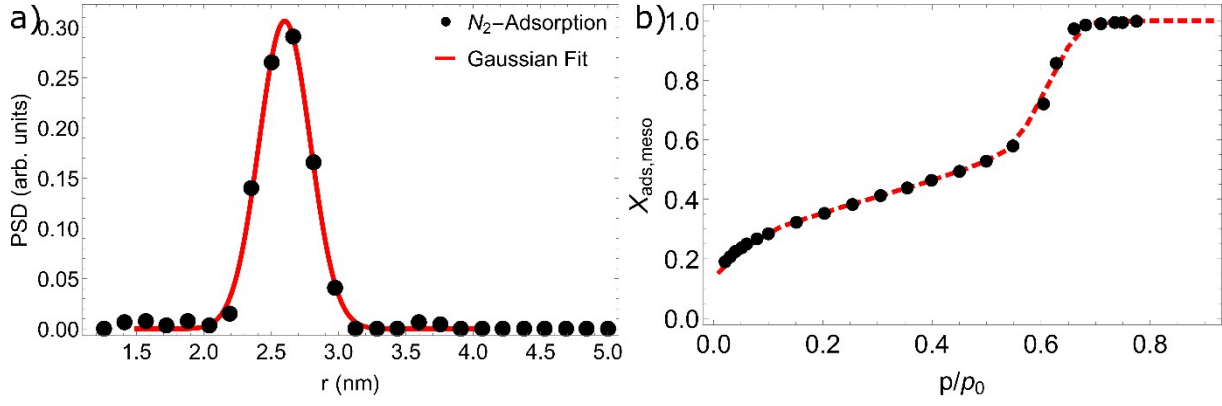 a)
PSD (arb. units)
0.30
0.25
0.20
0.15
0.10
0.05
0.00
N₂-Adsorption
Gaussian Fit
1.5 2.0 2.5 3.0 3.5 4.0 4.5 5.0
r (nm)
b)
X_ads,meso
1.0
0.8
0.6
0.4
0.2
0.0
0.0 0.2 0.4 0.6 0.8
p/p₀